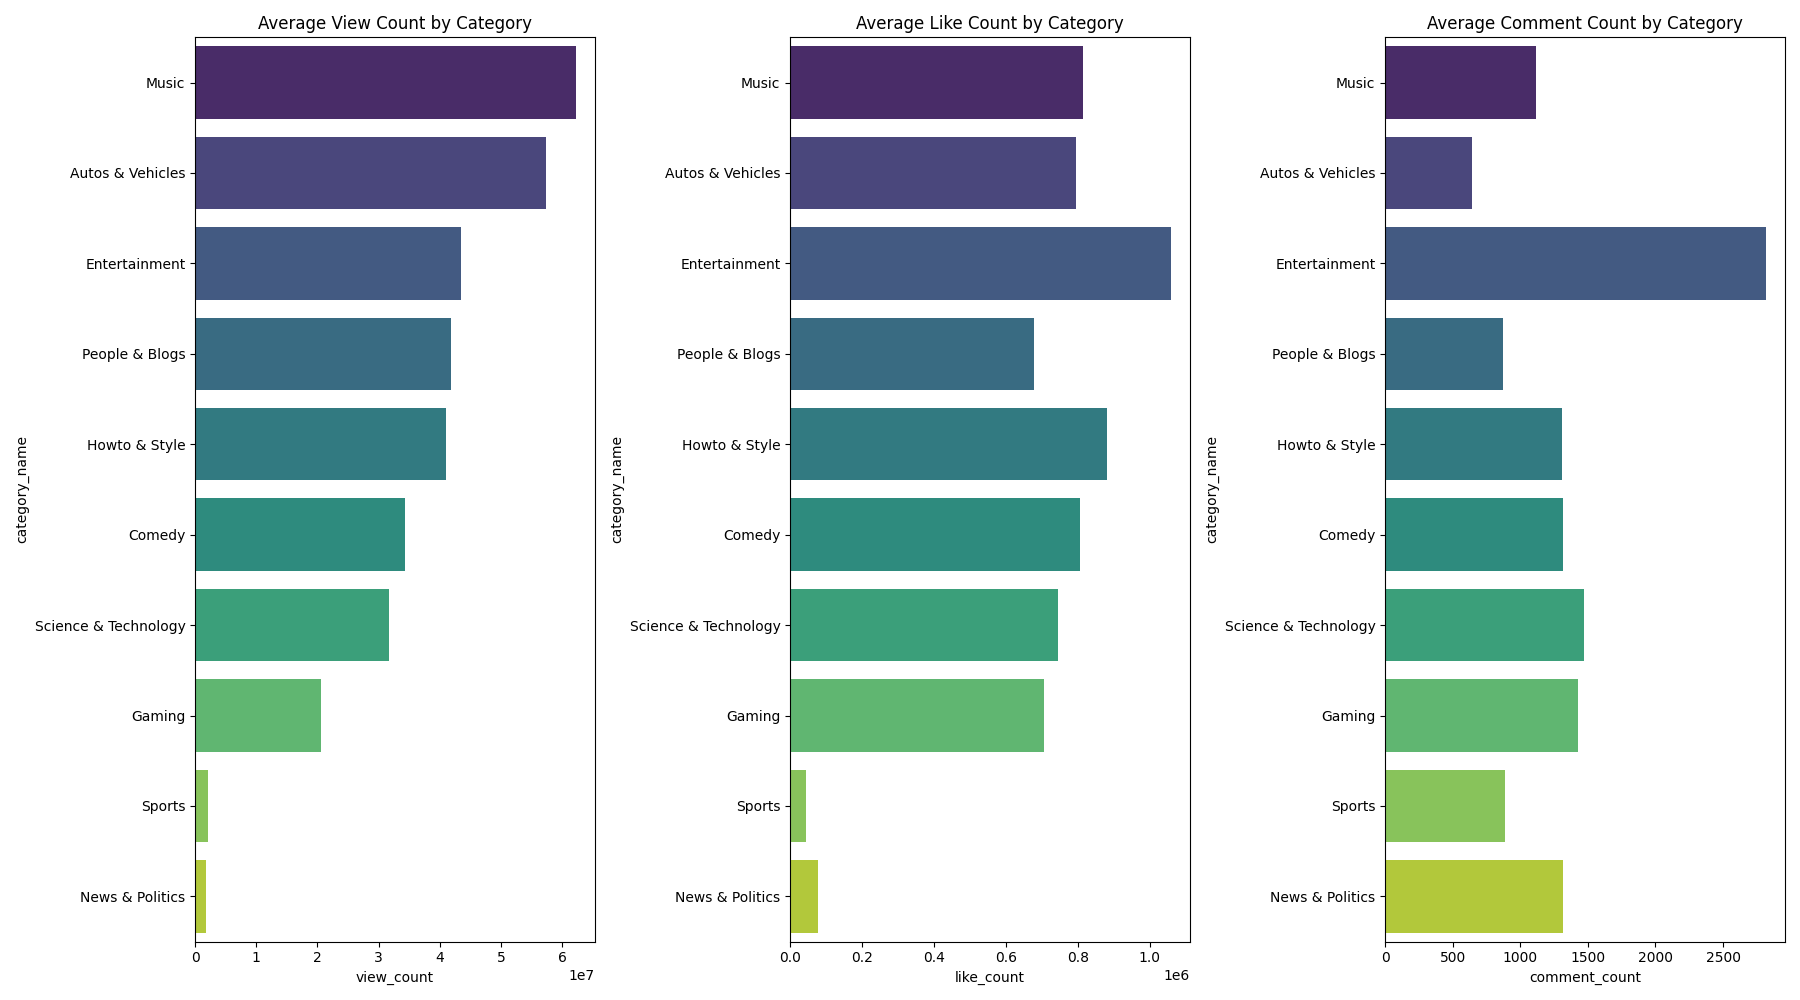 Average View Count by Category
Music
Autos & Vehicles
Entertainment
People & Blogs
Howto & Style
Comedy
Science & Technology
Gaming
Sports
News & Politics
category_name
0 1 2 3 4 5 6
1e7
view_count
Average Like Count by Category
Music
Autos & Vehicles
Entertainment
People & Blogs
Howto & Style
Comedy
Science & Technology
Gaming
Sports
News & Politics
category_name
0.0 0.2 0.4 0.6 0.8 1.0
1e6
like_count
Average Comment Count by Category
Music
Autos & Vehicles
Entertainment
People & Blogs
Howto & Style
Comedy
Science & Technology
Gaming
Sports
News & Politics
category_name
0 500 1000 1500 2000 2500
comment_count